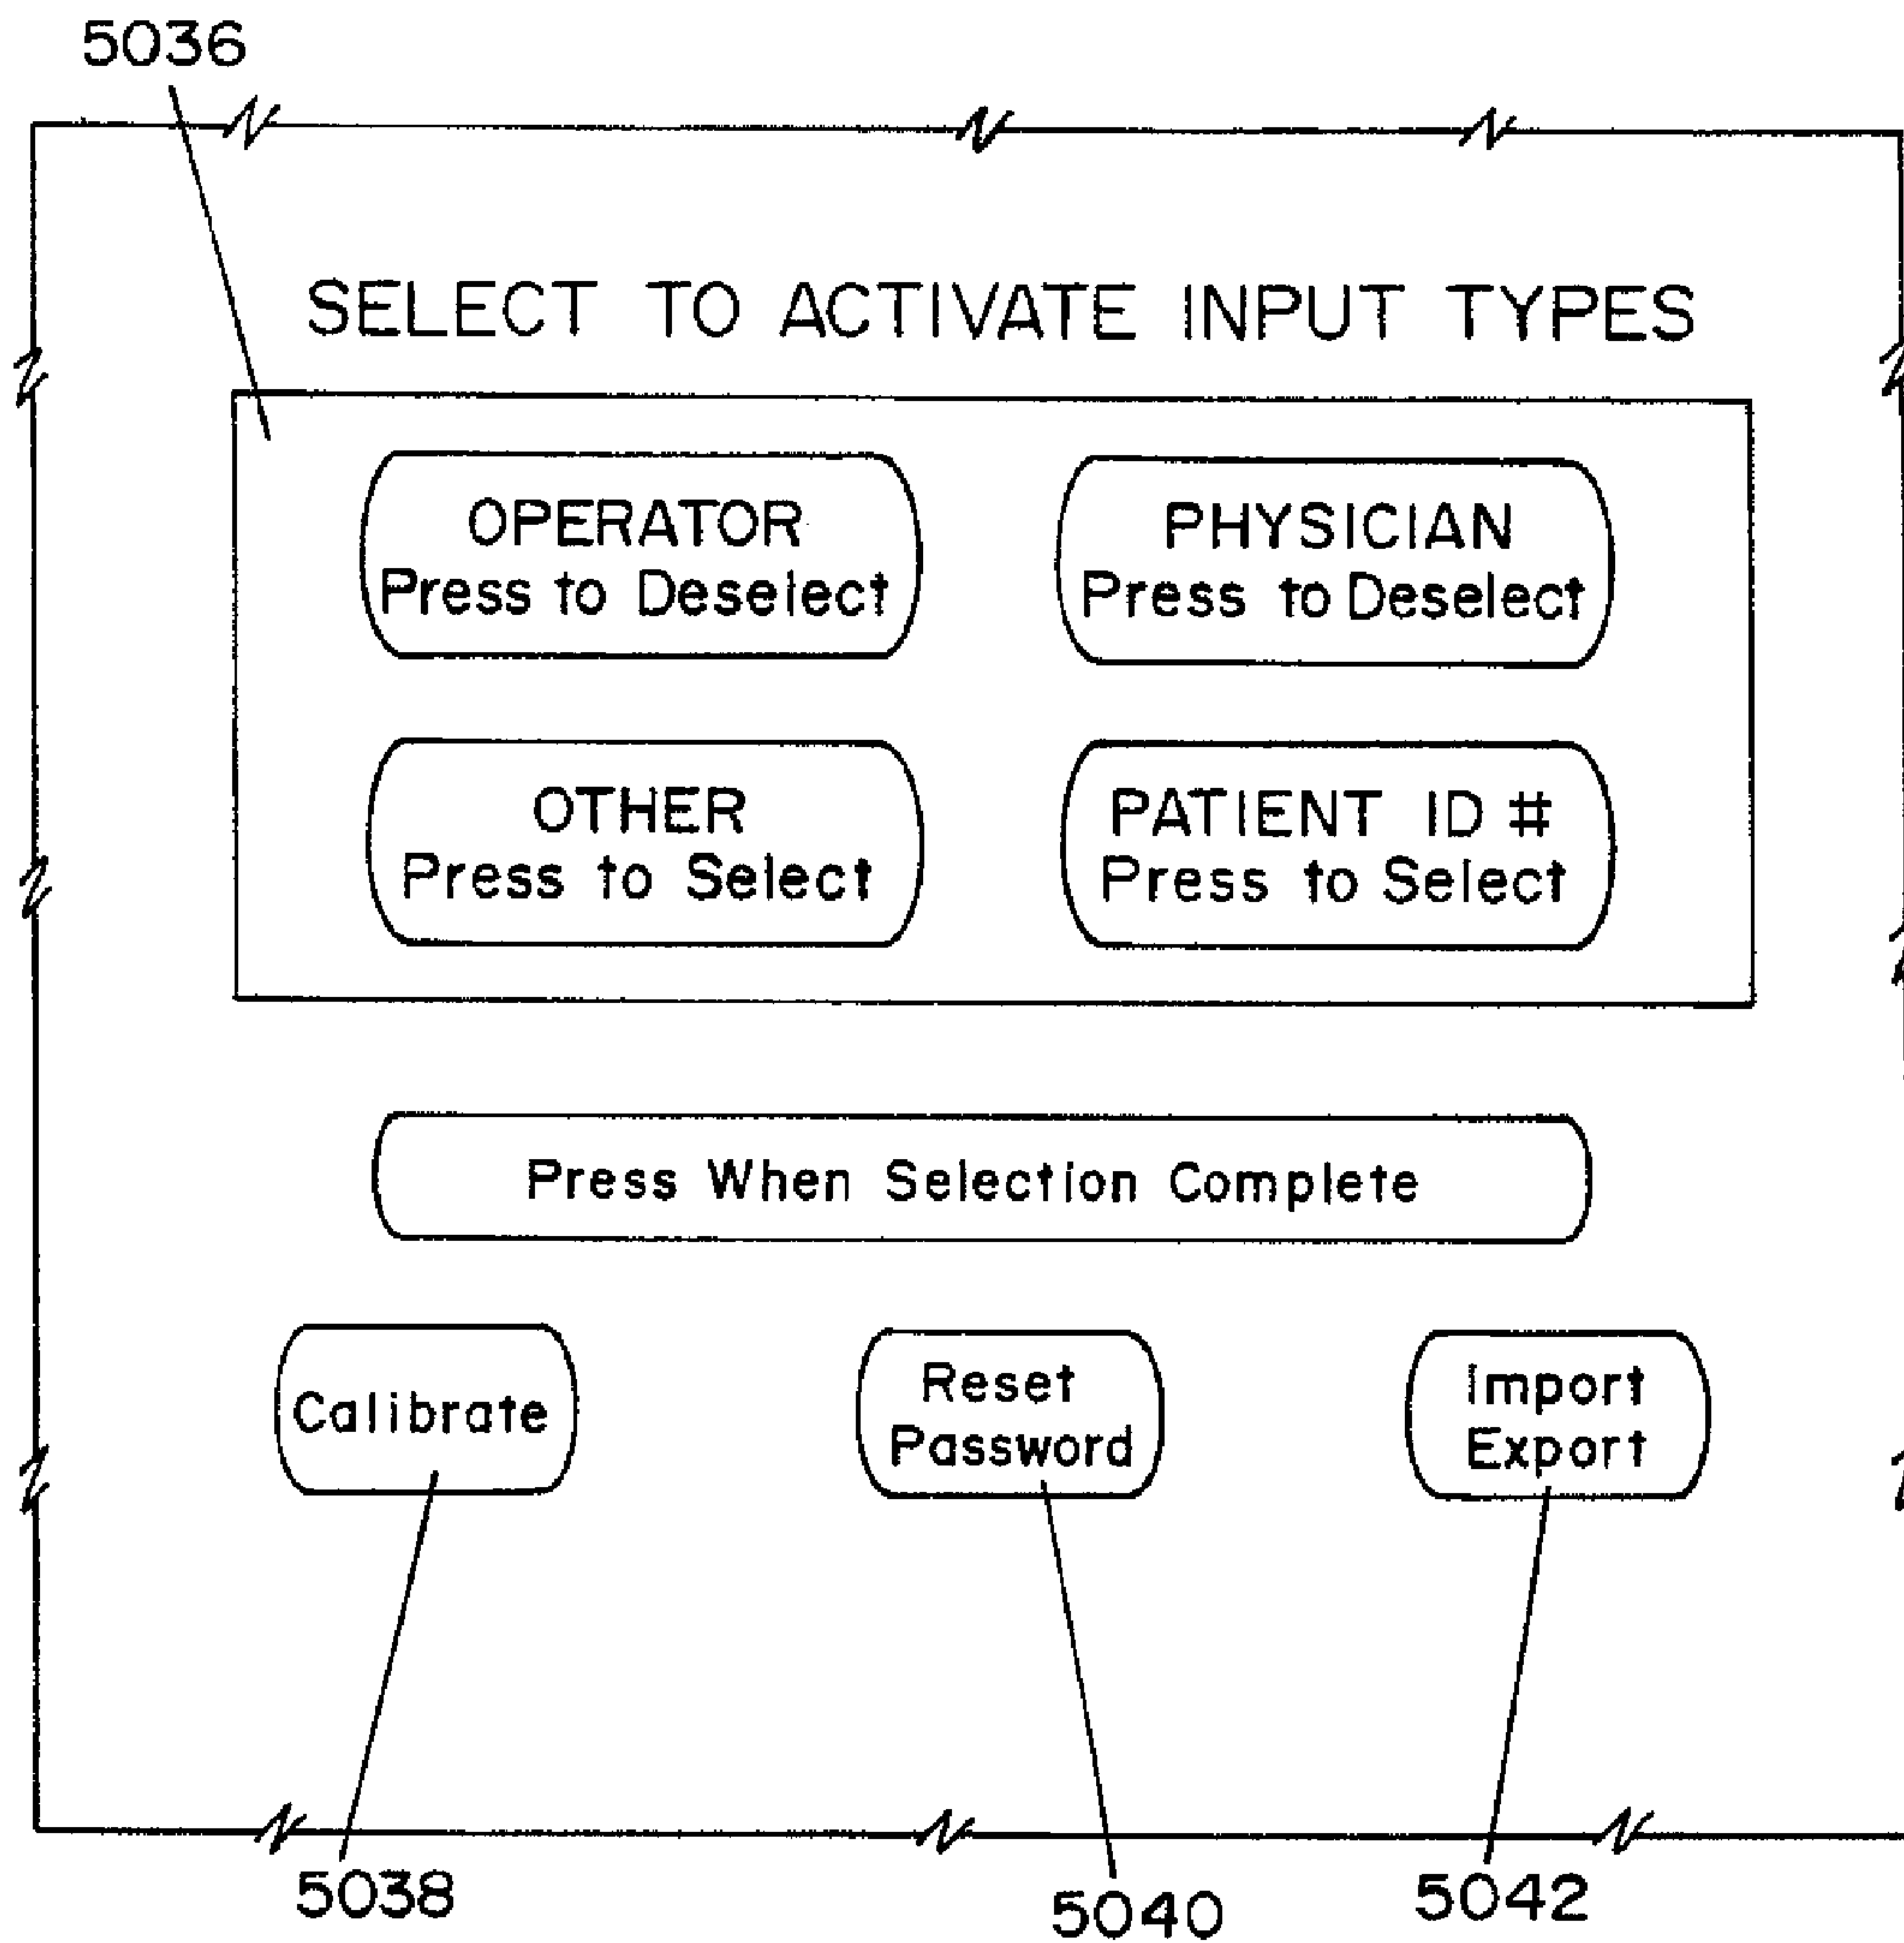 5036
SELECT TO ACTIVATE INPUT TYPES
OPERATOR
Press to Deselect
PHYSICIAN
Press to Deselect
OTHER
Press to Select
PATIENT ID #
Press to Select
Press When Selection Complete
Calibrate
Reset
Password
Import
Export
5038
5040
5042